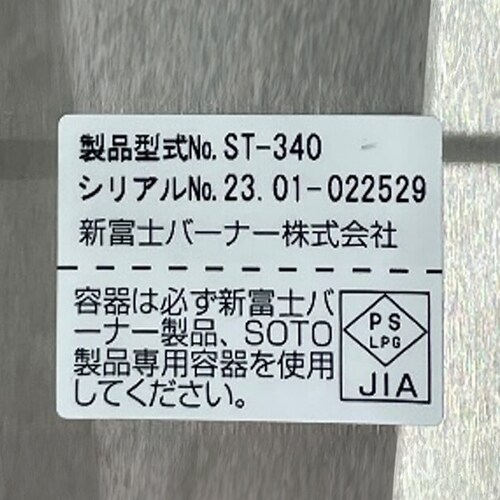 製品型式No. ST-340
シリアルNo. 23.01-022529
新富士バーナー株式会社
容器は必ず新富士バ
ーナー製品、SOTO
製品専用容器を使用
してください。
PS
LPG
JIA